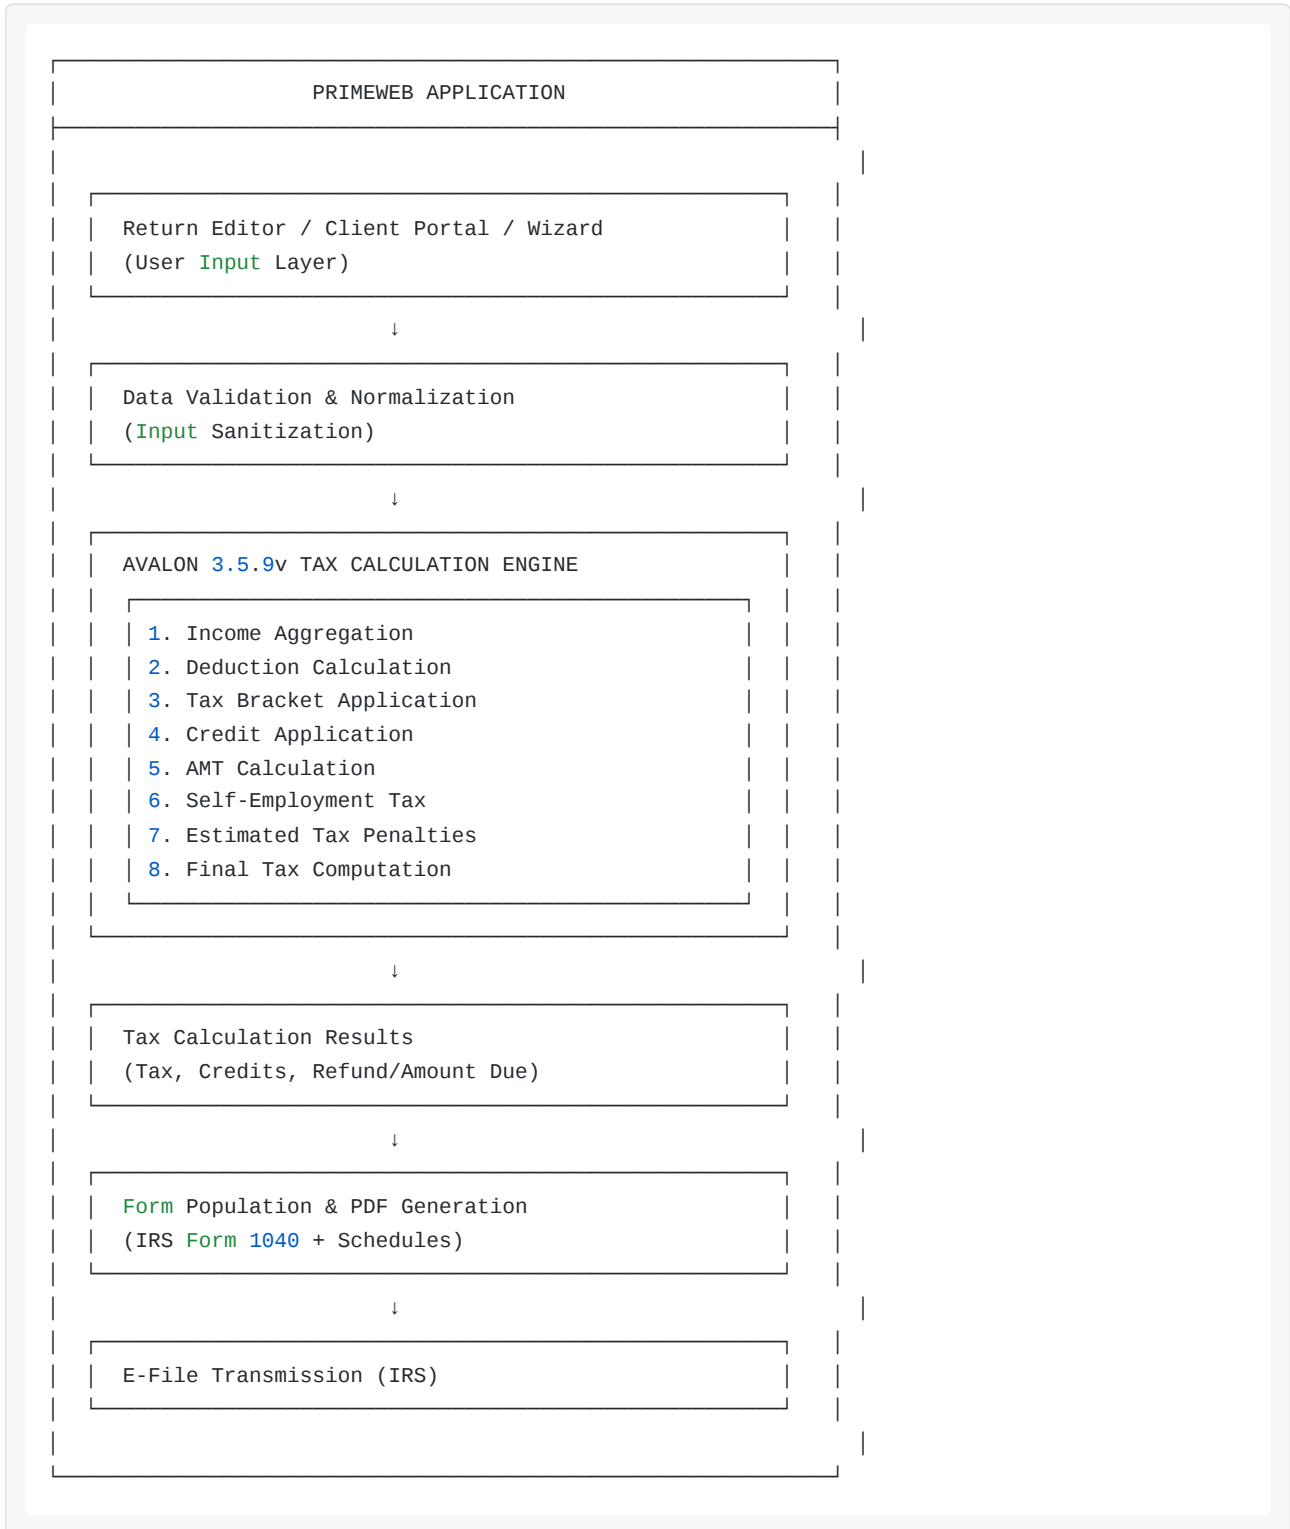 PRIMEWEB APPLICATION
Return Editor / Client Portal / Wizard
(User Input Layer)
↓
Data Validation & Normalization
(Input Sanitization)
↓
AVALON 3.5.9v TAX CALCULATION ENGINE
1. Income Aggregation
2. Deduction Calculation
3. Tax Bracket Application
4. Credit Application
5. AMT Calculation
6. Self-Employment Tax
7. Estimated Tax Penalties
8. Final Tax Computation
↓
Tax Calculation Results
(Tax, Credits, Refund/Amount Due)
↓
Form Population & PDF Generation
(IRS Form 1040 + Schedules)
↓
E-File Transmission (IRS)